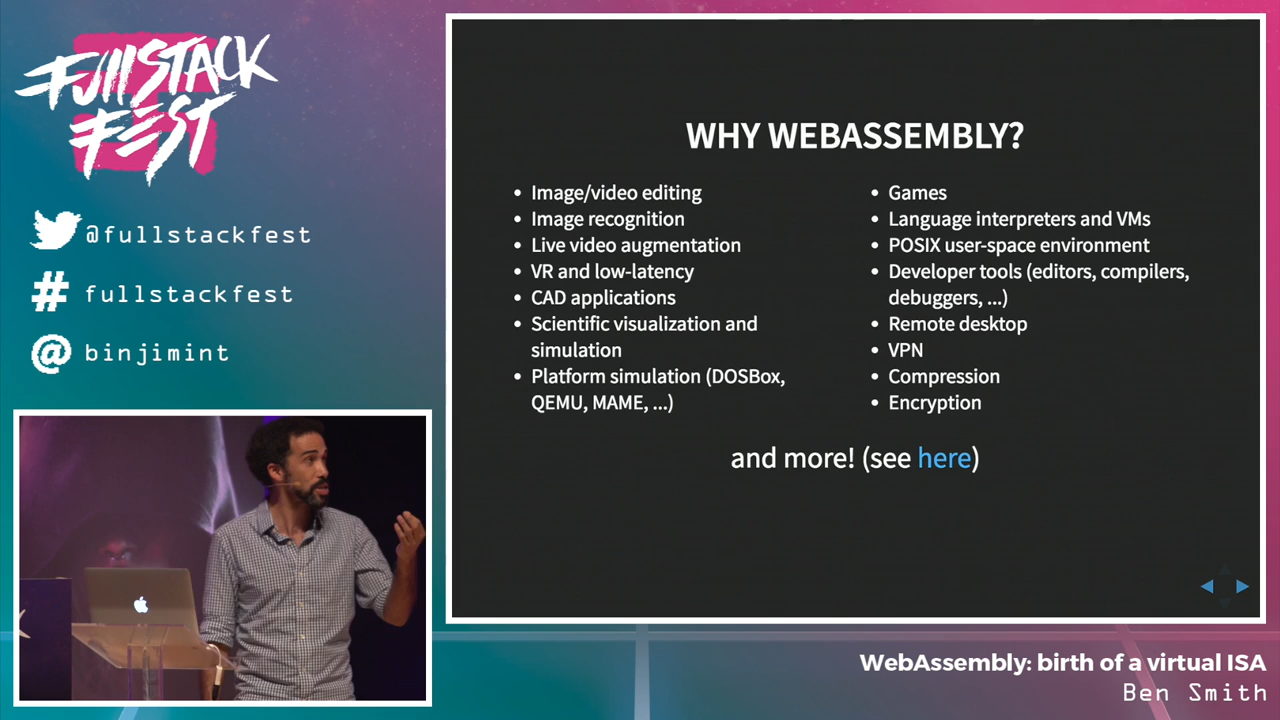 FullStack
Fest
@fullstackfest
# fullstackfest
@ binjimint
WHY WEBASSEMBLY?
• Image/video editing
• Image recognition
• Live video augmentation
• VR and low-latency
• CAD applications
• Scientific visualization and
simulation
• Platform simulation (DOSBox,
QEMU, MAME, ...)
• Games
• Language interpreters and VMs
• POSIX user-space environment
• Developer tools (editors, compilers,
debuggers, ...)
• Remote desktop
• VPN
• Compression
• Encryption
and more! (see here)
WebAssembly: birth of a virtual ISA
Ben Smith